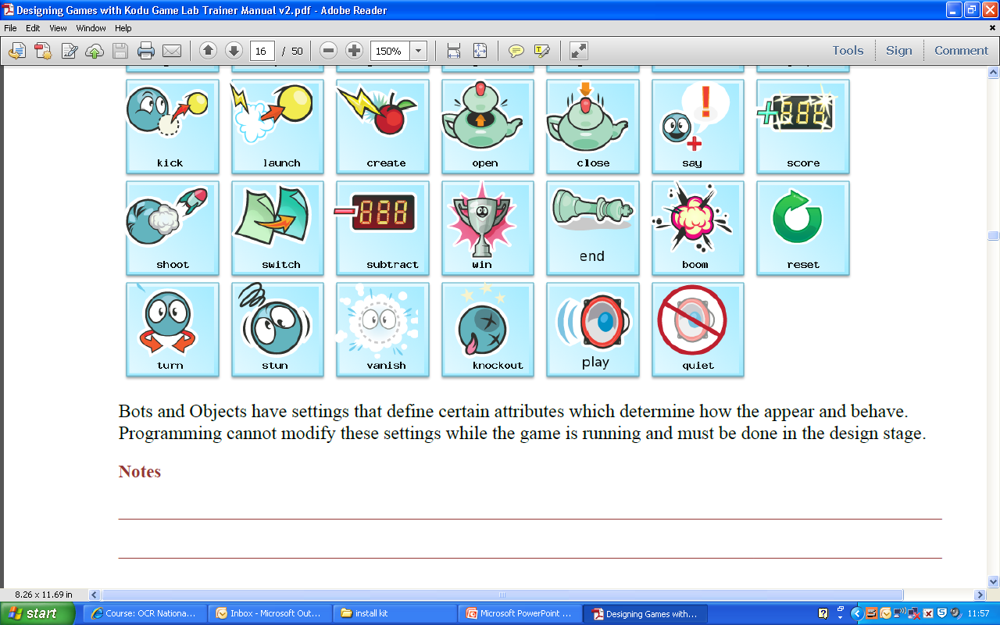 Designing Games with Kodu Game Lab Trainer Manual v2.pdf - Adobe Reader
File Edit View Window Help
16 / 50 150% Tools Sign Comment
kick launch create open close say score
shoot switch subtract win end boom reset
turn stun vanish knockout play quiet
Bots and Objects have settings that define certain attributes which determine how the appear and behave.
Programming cannot modify these settings while the game is running and must be done in the design stage.
Notes
8.26 x 11.69 in
start Course: OCR Nationa... Inbox - Microsoft Out... install kit Microsoft PowerPoint ... Designing Games with... 11:57